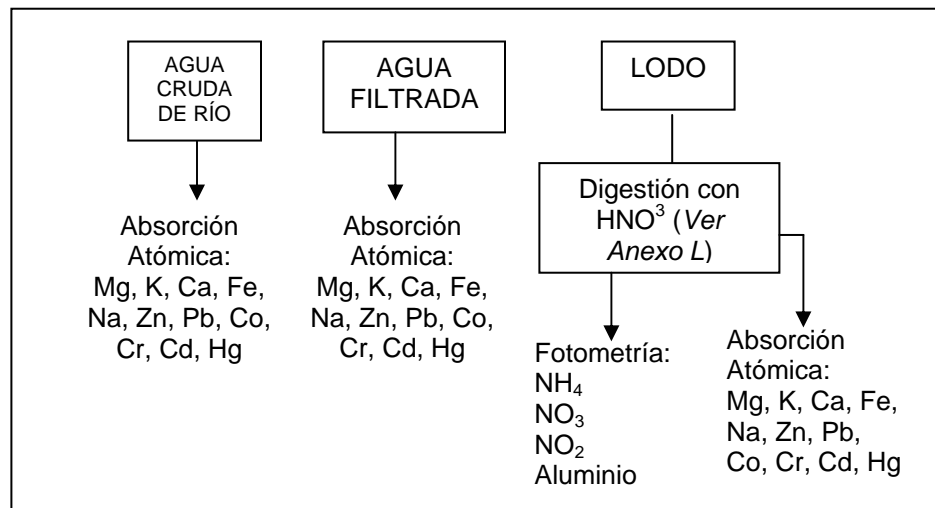 AGUA
CRUDA
DE RÍO
Absorción
Atómica:
Mg, K, Ca, Fe,
Na, Zn, Pb, Co,
Cr, Cd, Hg
AGUA
FILTRADA
Absorción
Atómica:
Mg, K, Ca, Fe,
Na, Zn, Pb, Co,
Cr, Cd, Hg
LODO
Digestión con
HNO³ (Ver
Anexo L)
Fotometría:
NH₄
NO₃
NO₂
Aluminio
Absorción
Atómica:
Mg, K, Ca, Fe,
Na, Zn, Pb,
Co, Cr, Cd, Hg